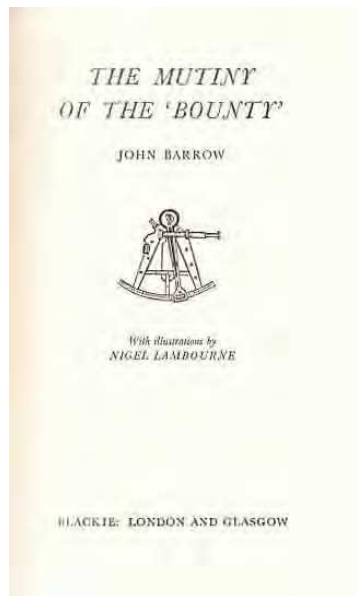 THE MUTINY
OF THE ‘BOUNTY’
JOHN BARROW
With illustrations by
NIGEL LAMBOURNE
BLACKIE: LONDON AND GLASGOW